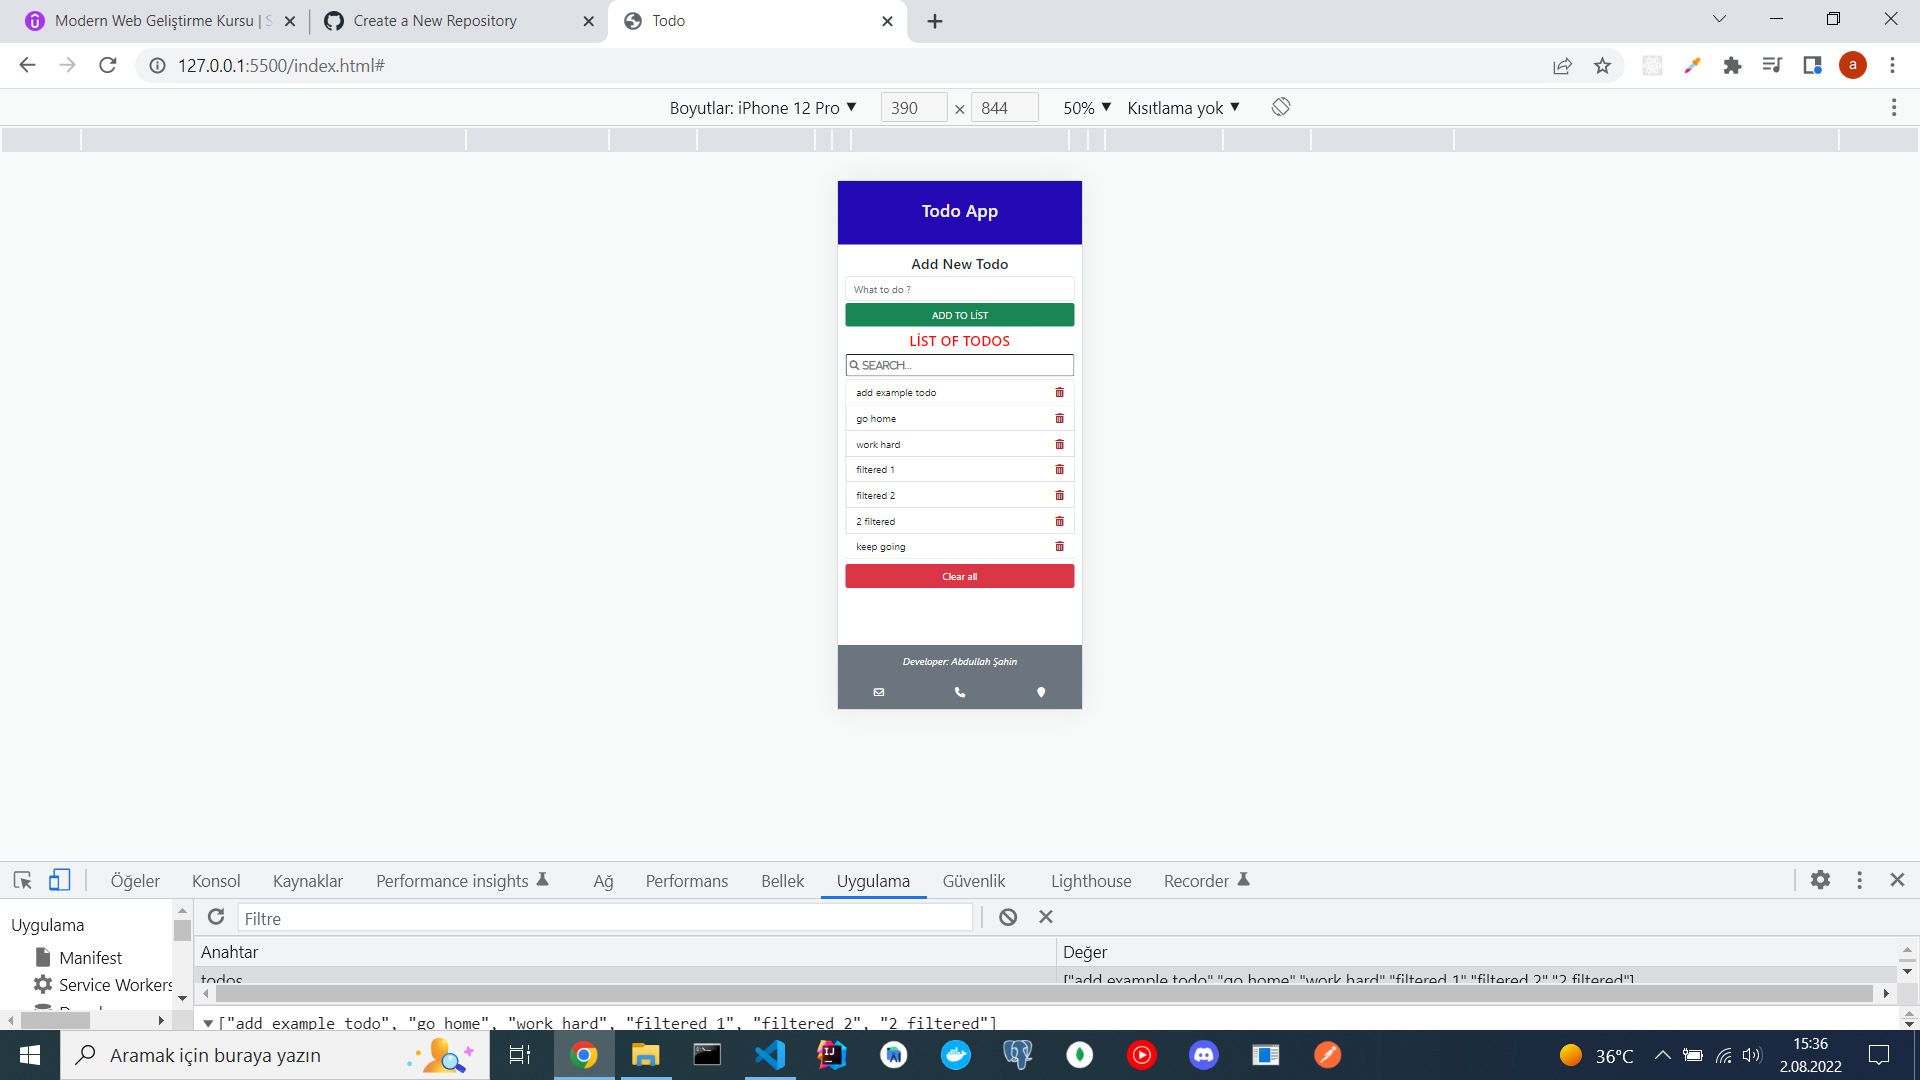 Modern Web Geliştirme Kursu | S
Create a New Repository
Todo
127.0.0.1:5500/index.html#
a
Boyutlar: iPhone 12 Pro ▼ 390 × 844 50% ▼ Kısıtlama yok ▼
Todo App
Add New Todo
What to do ?
ADD TO LİST
LİST OF TODOS
SEARCH...
add example todo
go home
work hard
filtered 1
filtered 2
2 filtered
keep going
Clear all
Developer: Abdullah Şahin
Öğeler Konsol Kaynaklar Performance insights Ağ Performans Bellek Uygulama Güvenlik Lighthouse Recorder
Uygulama
Manifest
Service Workers
Filtre
Anahtar Değer
todos ["add example todo","go home","work hard","filtered 1","filtered 2","2 filtered"]
▼["add example todo", "go home", "work hard", "filtered 1", "filtered 2", "2 filtered"]
Aramak için buraya yazın
36°C
15:36
2.08.2022